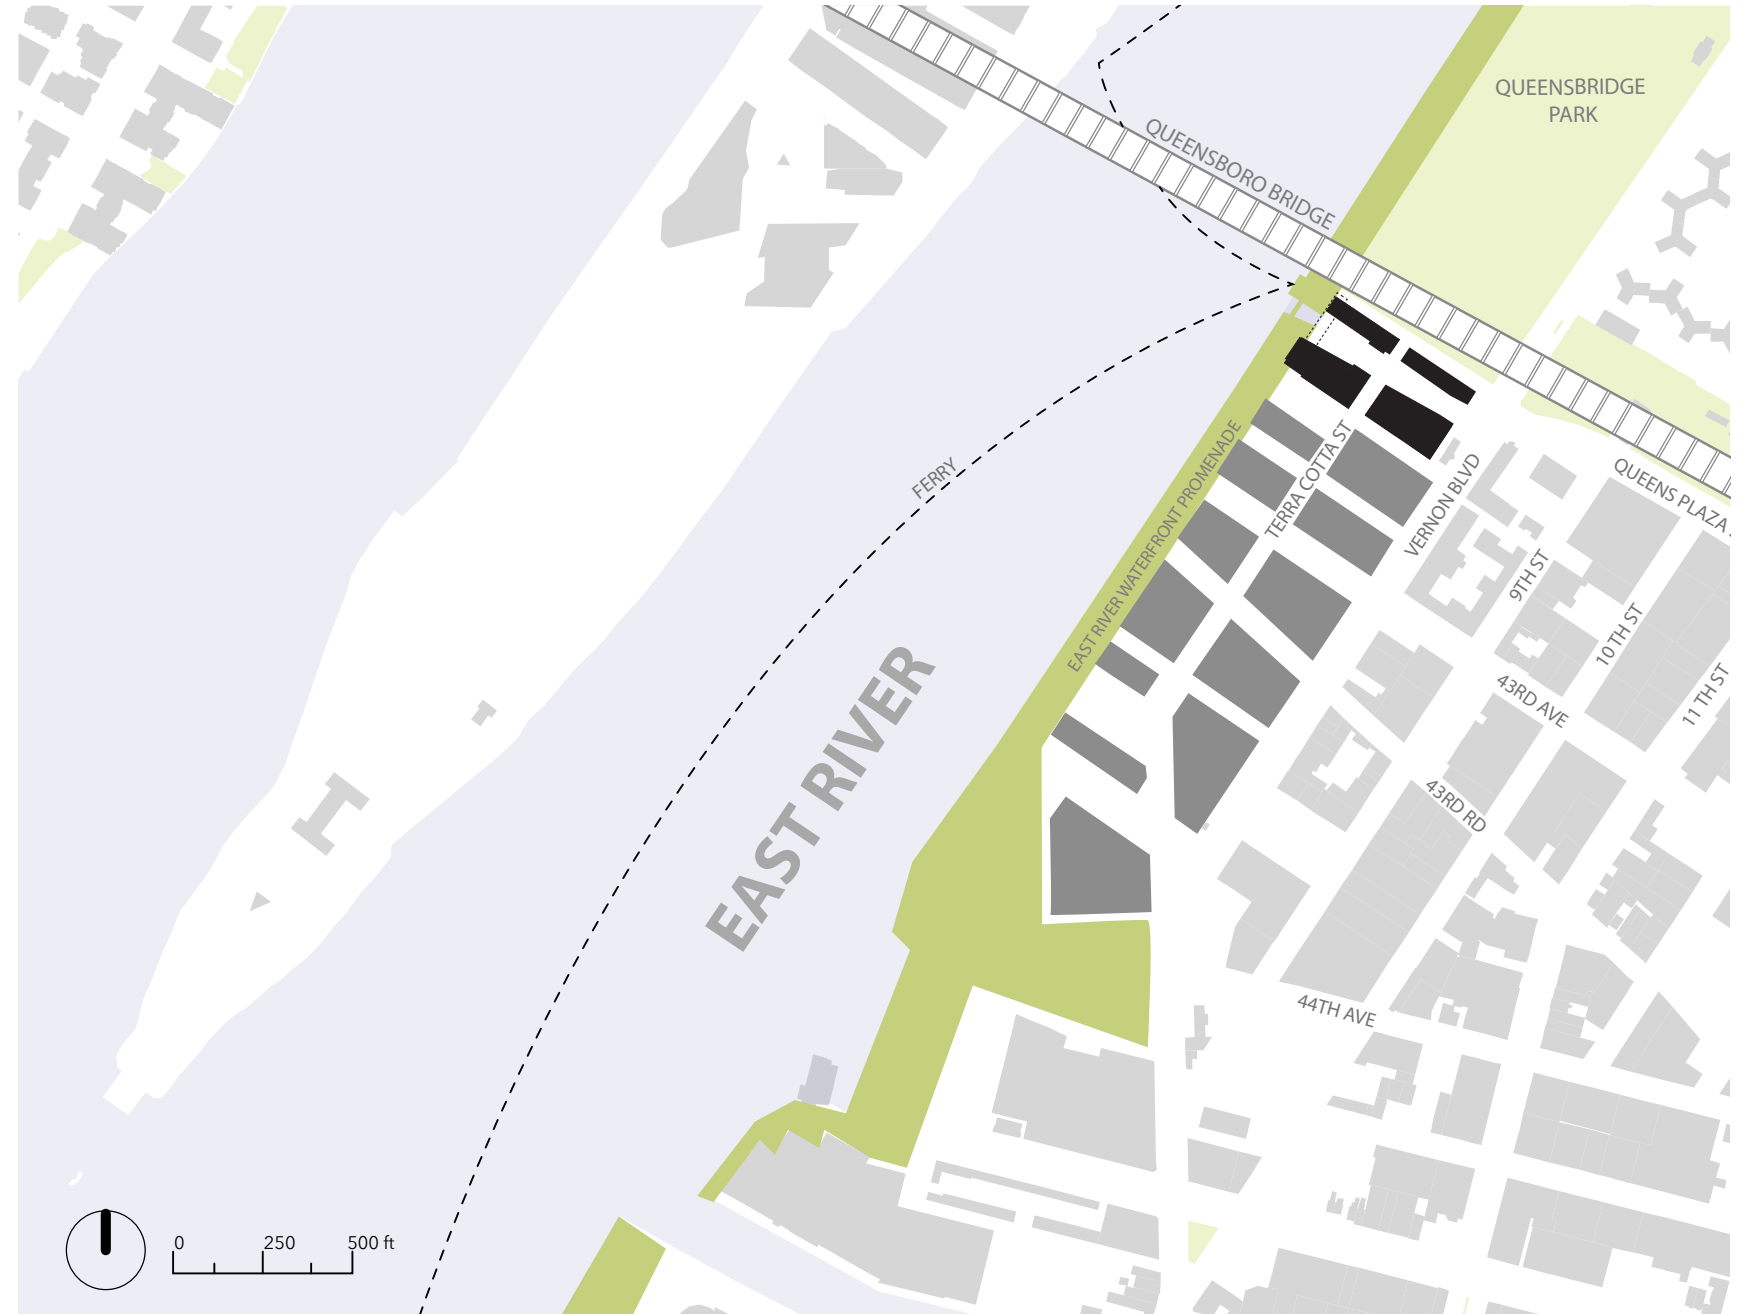 QUEENSBRIDGE
PARK
QUEENSBORO BRIDGE
FERRY
EAST RIVER WATERFRONT PROMENADE
TERRA COTTA ST
VERNON BLVD
QUEENS PLAZA
9TH ST
10TH ST
11TH ST
43RD AVE
43RD RD
EAST RIVER
44TH AVE
0 250 500 ft